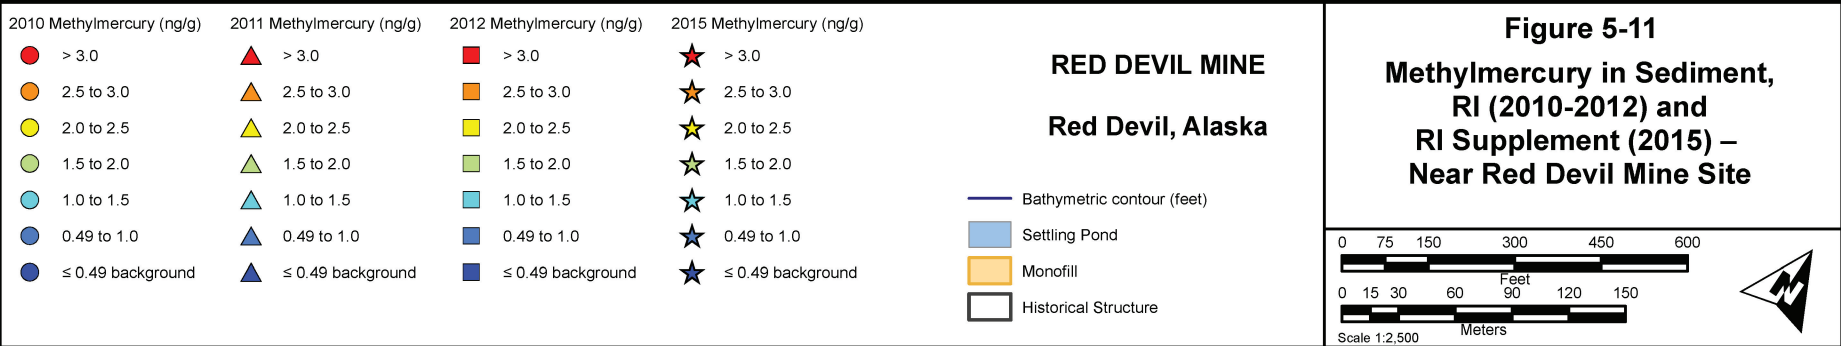 2010 Methylmercury (ng/g)
> 3.0
2.5 to 3.0
2.0 to 2.5
1.5 to 2.0
1.0 to 1.5
0.49 to 1.0
≤ 0.49 background
2011 Methylmercury (ng/g)
> 3.0
2.5 to 3.0
2.0 to 2.5
1.5 to 2.0
1.0 to 1.5
0.49 to 1.0
≤ 0.49 background
2012 Methylmercury (ng/g)
> 3.0
2.5 to 3.0
2.0 to 2.5
1.5 to 2.0
1.0 to 1.5
0.49 to 1.0
≤ 0.49 background
2015 Methylmercury (ng/g)
> 3.0
2.5 to 3.0
2.0 to 2.5
1.5 to 2.0
1.0 to 1.5
0.49 to 1.0
≤ 0.49 background
RED DEVIL MINE
Red Devil, Alaska
Bathymetric contour (feet)
Settling Pond
Monofill
Historical Structure
Figure 5-11
Methylmercury in Sediment,
RI (2010-2012) and
RI Supplement (2015) –
Near Red Devil Mine Site
0 75 150 300 450 600
Feet
0 15 30 60 90 120 150
Meters
Scale 1:2,500
N